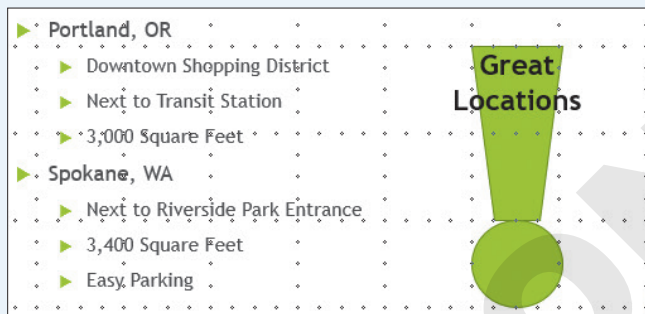 Portland, OR
Downtown Shopping District
Next to Transit Station
3,000 Square Feet
Spokane, WA
Next to Riverside Park Entrance
3,400 Square Feet
Easy Parking
Great
Locations